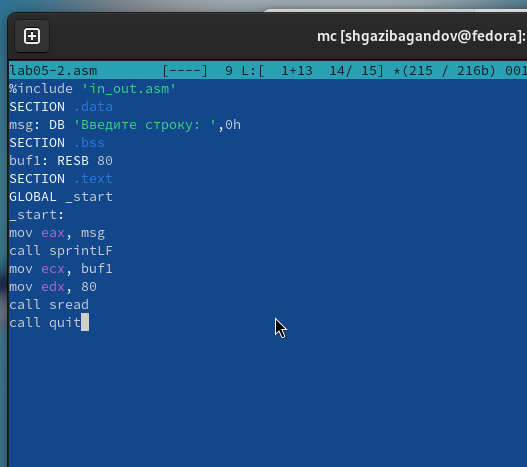 mc [shgazibagandov@fedora]:
lab05-2.asm [----] 9 L:[ 1+13 14/ 15] *(215 / 216b) 001
%include 'in_out.asm'
SECTION .data
msg: DB 'Введите строку: ',0h
SECTION .bss
buf1: RESB 80
SECTION .text
GLOBAL _start
_start:
mov eax, msg
call sprintLF
mov ecx, buf1
mov edx, 80
call sread
call quit